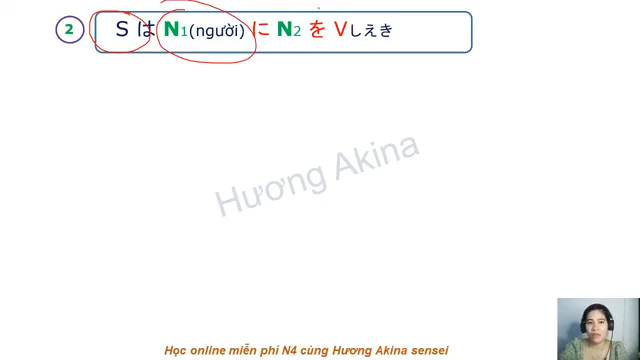 2 S は N1(người) に N2 を Vしえき
Hương Akina
Học online miễn phí N4 cùng Hương Akina sensei